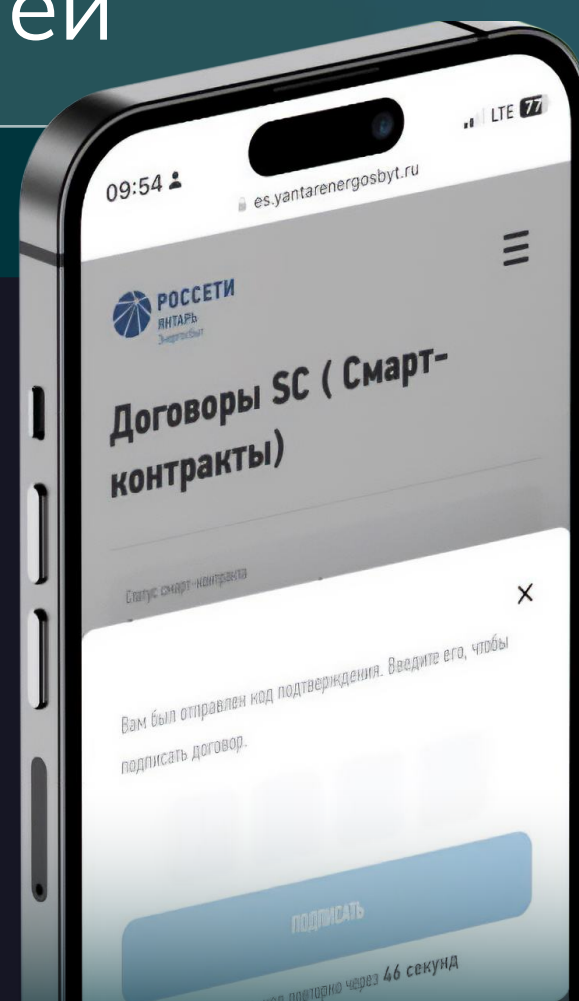 ей
09:54 LTE 77
es.yantarenergosbyt.ru
РОССЕТИ
ЯНТАРЬ
Энергосбыт
Договоры SC ( Смарт-
контракты)
Статус смарт-контракта
Вам был отправлен код подтверждения. Введите его, чтобы
подписать договор.
ПОДПИСАТЬ
повторно через 46 секунд